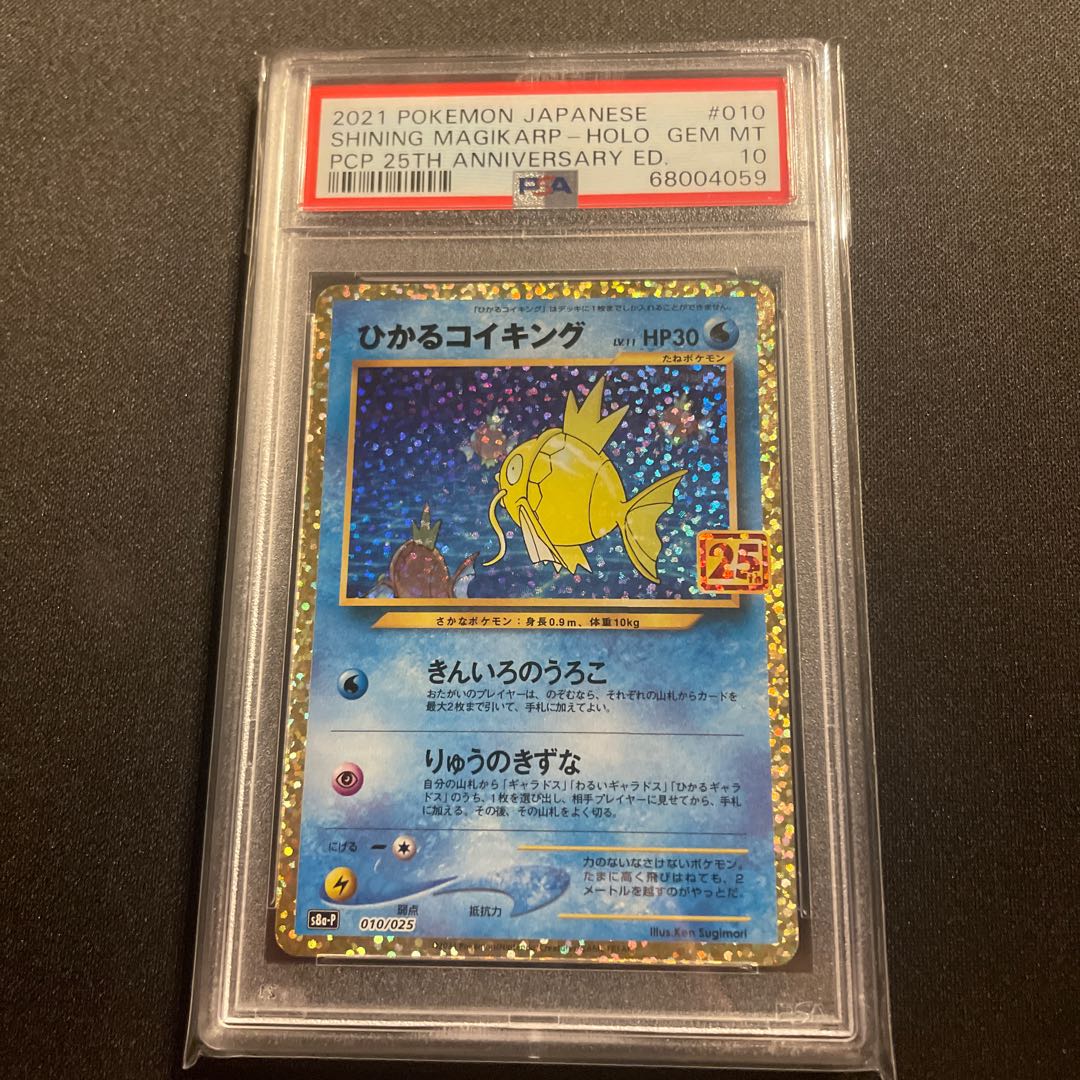 2021 POKEMON JAPANESE #010
SHINING MAGIKARP-HOLO GEM MT
PCP 25TH ANNIVERSARY ED. 10
PSA 68004059
「ひかるコイキング」はデッキに1枚までしか入れることができません。
ひかるコイキング LV.11 HP30
たねポケモン
25th
さかなポケモン：身長0.9m、体重10kg
きんいろのうろこ
おたがいのプレイヤーは、のぞむなら、それぞれの山札からカードを
最大2枚まで引いて、手札に加えてよい。
りゅうのきずな
自分の山札から「ギャラドス」「わるいギャラドス」「ひかるギャラ
ドス」のうち、1枚を選び出し、相手プレイヤーに見せてから、手札
に加える。その後、その山札をよく切る。
にげる
力のないなさけないポケモン。
たまに高く飛びはねても、2
メートルを越すのがやっとだ。
弱点 抵抗力
s8a-P 010/025
Illus.Ken Sugimori
PSA